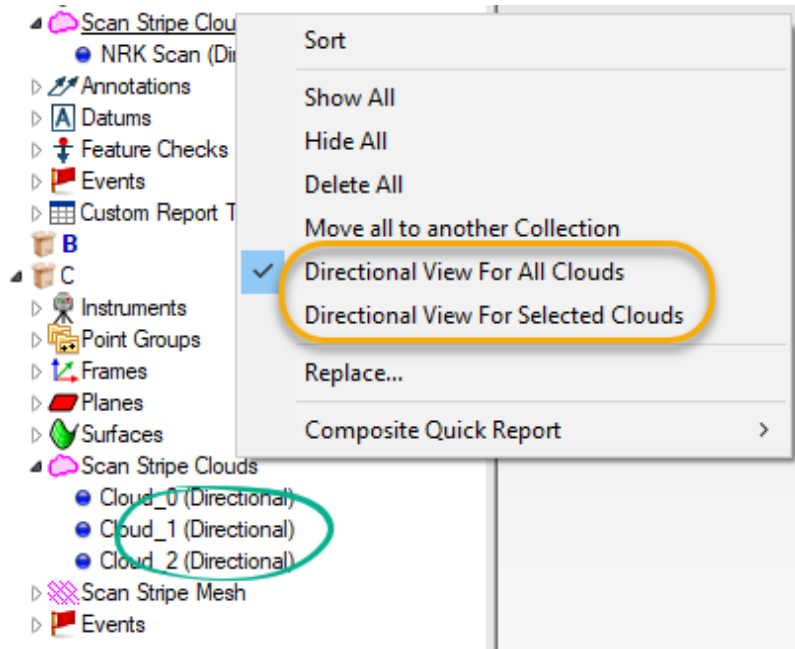 Scan Stripe Clou
NRK Scan (Di
Annotations
A Datums
Feature Checks
Events
Custom Report T
B
C
Instruments
Point Groups
Frames
Planes
Surfaces
Scan Stripe Clouds
Cloud_0 (Directional)
Cloud_1 (Directional)
Cloud_2 (Directional)
Scan Stripe Mesh
Events
Sort
Show All
Hide All
Delete All
Move all to another Collection
Directional View For All Clouds
Directional View For Selected Clouds
Replace...
Composite Quick Report